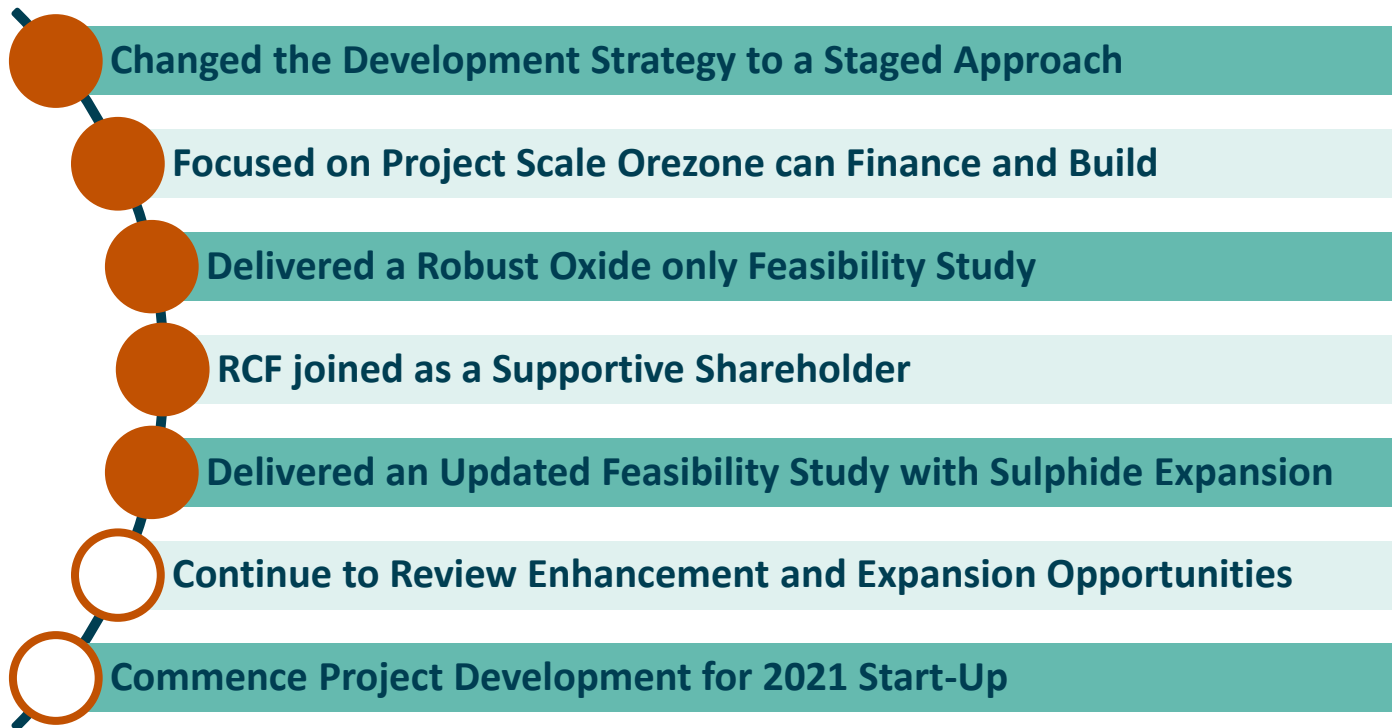 Changed the Development Strategy to a Staged Approach
Focused on Project Scale Orezone can Finance and Build
Delivered a Robust Oxide only Feasibility Study
RCF joined as a Supportive Shareholder
Delivered an Updated Feasibility Study with Sulphide Expansion
Continue to Review Enhancement and Expansion Opportunities
Commence Project Development for 2021 Start-Up